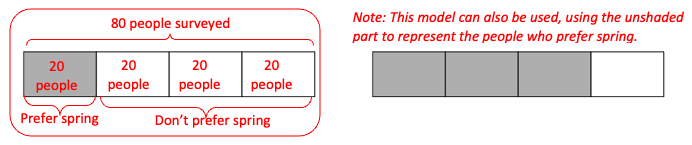 80 people surveyed
20 people
20 people
20 people
20 people
Prefer spring
Don't prefer spring
Note: This model can also be used, using the unshaded
part to represent the people who prefer spring.